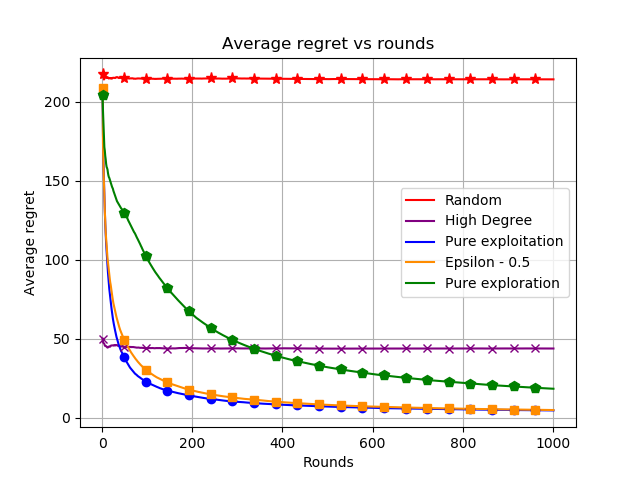 Average regret vs rounds
Average regret
200
150
100
50
0
Random
High Degree
Pure exploitation
Epsilon - 0.5
Pure exploration
0
200
400
600
800
1000
Rounds